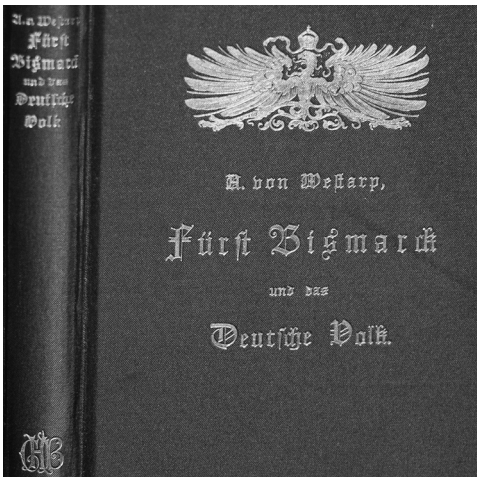 A. v. Westarp
Fürst
Bismarck
und das
Deutsche
Volk
A. von Westarp,
Fürst Bismarck
und das
Deutsche Volk.